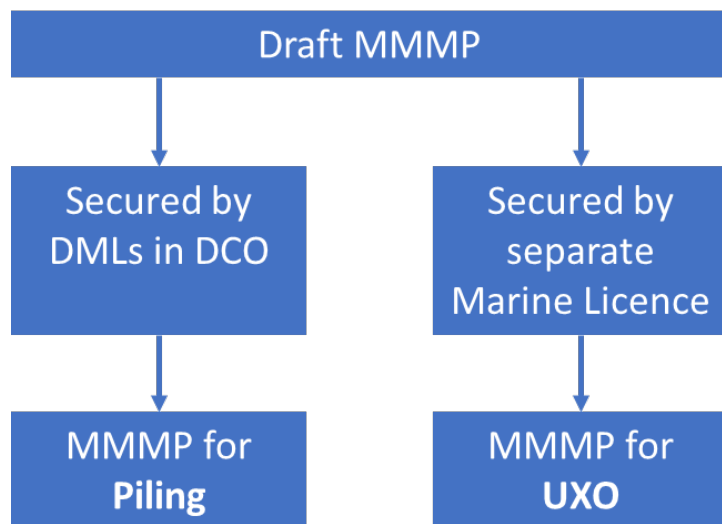 Draft MMMP
Secured by
DMLs in DCO
Secured by
separate
Marine Licence
MMMP for
Piling
MMMP for
UXO